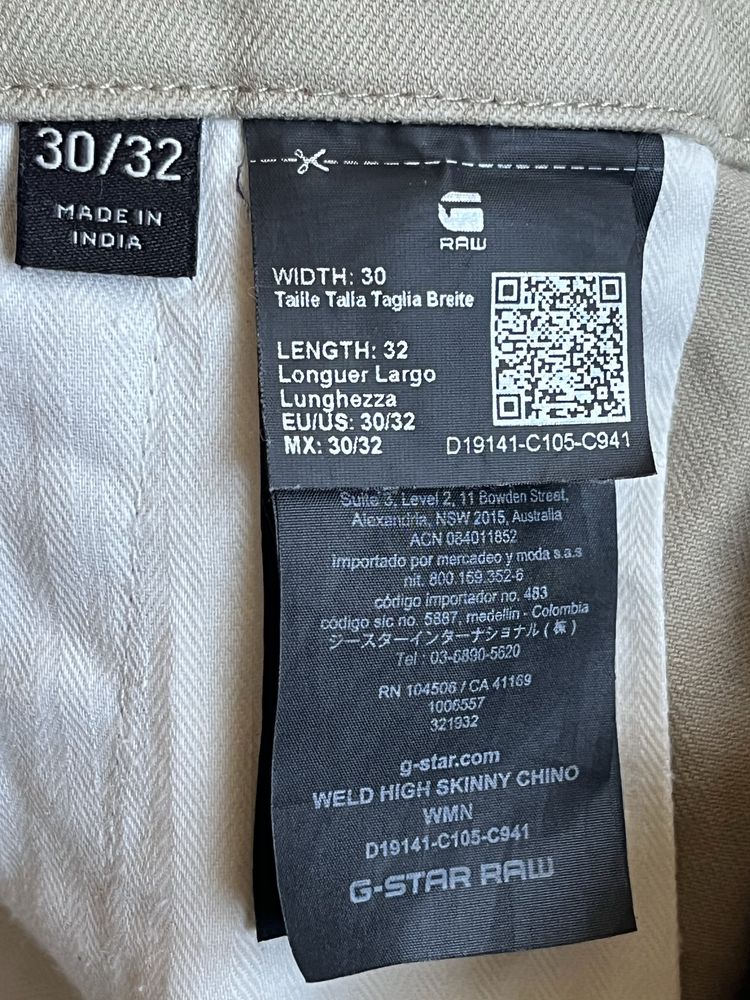 30/32
MADE IN
INDIA
G
RAW
WIDTH: 30
Taille Talla Taglia Breite
LENGTH: 32
Longuer Largo
Lunghezza
EU/US: 30/32
MX: 30/32
D19141-C105-C941
Suite 3, Level 2, 11 Bowden Street,
Alexandria, NSW 2015, Australia
ACN 084011852
importado por mercadeo y moda s.a.s
nit. 800.169.352-6
código importador no. 483
código sic no. 5887, medellin - Colombia
ジースターインターナショナル(株)
Tel : 03-6890-5620
RN 104506 / CA 41169
1006557
321932
g-star.com
WELD HIGH SKINNY CHINO
WMN
D19141-C105-C941
G-STAR RAW